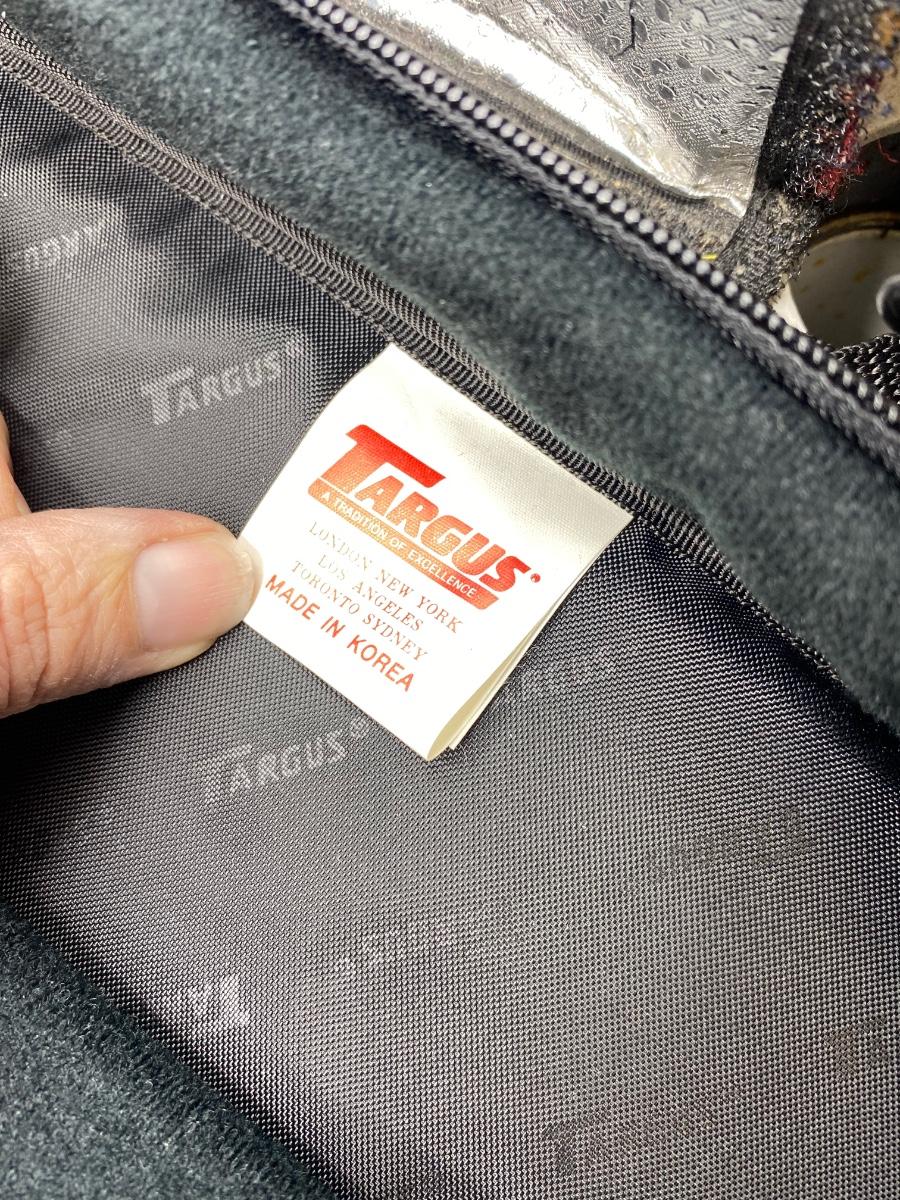 TARGUS
TARGUS
A TRADITION OF EXCELLENCE
LONDON NEW YORK
LOS ANGELES
TORONTO SYDNEY
MADE IN KOREA
TARGUS